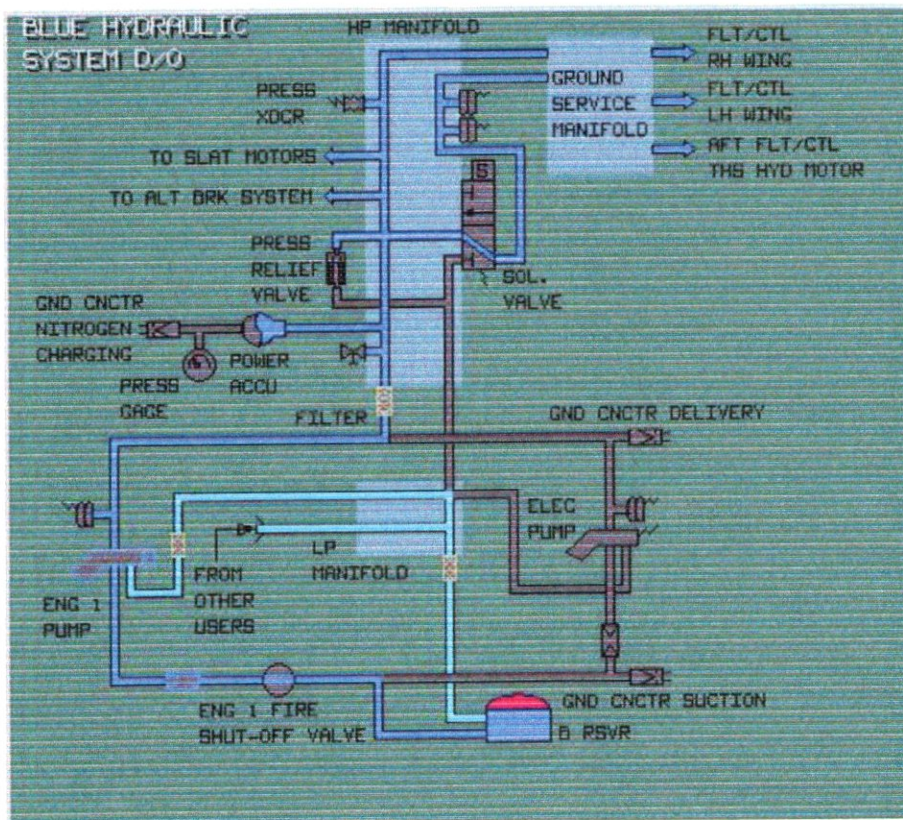 BLUE HYDRAULIC
SYSTEM D/O
HP MANIFOLD
FLT/CTL
RH WING
PRESS
XDCR
GROUND
SERVICE
MANIFOLD
FLT/CTL
LH WING
TO SLAT MOTORS
AFT FLT/CTL
THS HYD MOTOR
TO ALT BRK SYSTEM
S
PRESS
RELIEF
VALVE
SOL.
VALVE
GND CNCTR
NITROGEN
CHARGING
POWER
ACCU
PRESS
GAGE
FILTER
GND CNCTR DELIVERY
ELEC
PUMP
LP
MANIFOLD
FROM
OTHER
USERS
ENG 1
PUMP
ENG 1 FIRE
SHUT-OFF VALVE
GND CNCTR SUCTION
B RSVR